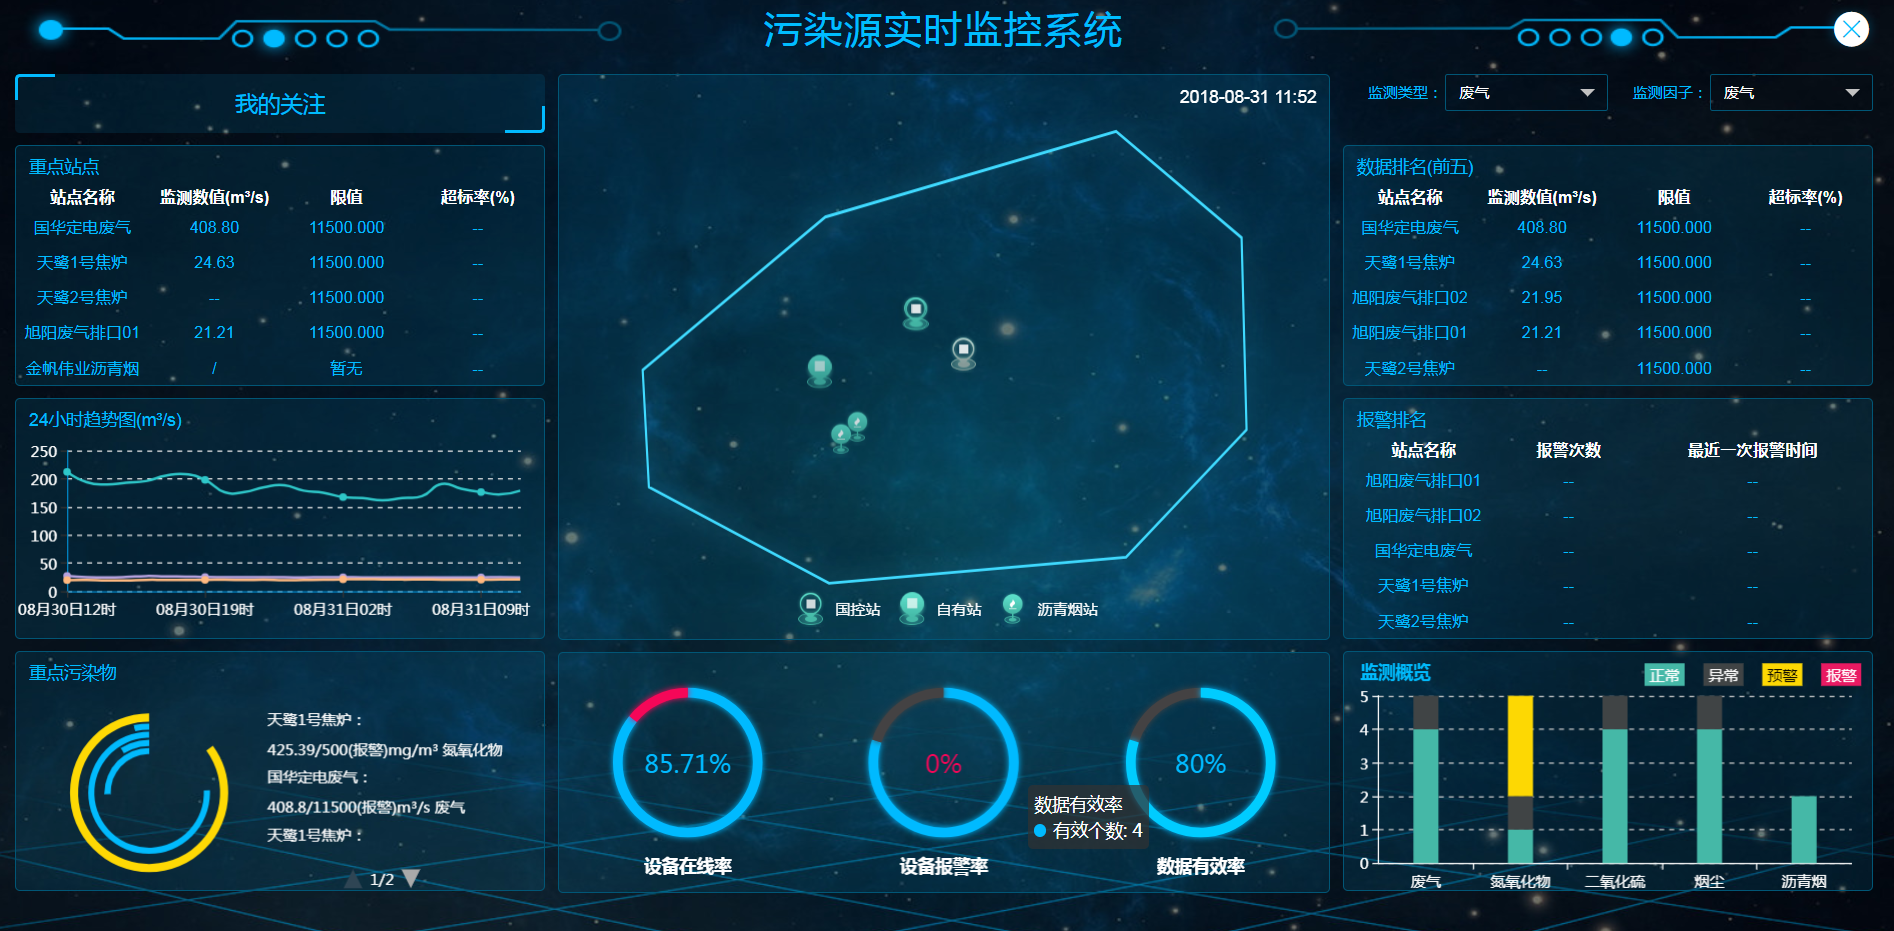 污染源实时监控系统
我的关注
重点站点
站点名称 监测数值(m³/s) 限值 超标率(%)
国华定电废气 408.80 11500.000 --
天鹭1号焦炉 24.63 11500.000 --
天鹭2号焦炉 -- 11500.000 --
旭阳废气排口01 21.21 11500.000 --
金帆伟业沥青烟 / 暂无 --
24小时趋势图(m³/s)
250
200
150
100
50
0
08月30日12时 08月30日19时 08月31日02时 08月31日09时
重点污染物
天鹭1号焦炉：
425.39/500(报警)mg/m³ 氮氧化物
国华定电废气：
408.8/11500(报警)m³/s 废气
天鹭1号焦炉：
1/2
2018-08-31 11:52
国控站 自有站 沥青烟站
85.71% 0% 80%
数据有效率
有效个数: 4
设备在线率 设备报警率 数据有效率
监测类型： 废气 监测因子： 废气
数据排名(前五)
站点名称 监测数值(m³/s) 限值 超标率(%)
国华定电废气 408.80 11500.000 --
天鹭1号焦炉 24.63 11500.000 --
旭阳废气排口02 21.95 11500.000 --
旭阳废气排口01 21.21 11500.000 --
天鹭2号焦炉 -- 11500.000 --
报警排名
站点名称 报警次数 最近一次报警时间
旭阳废气排口01 -- --
旭阳废气排口02 -- --
国华定电废气 -- --
天鹭1号焦炉 -- --
天鹭2号焦炉 -- --
监测概览 正常 异常 预警 报警
5
4
3
2
1
0
废气 氮氧化物 二氧化硫 烟尘 沥青烟